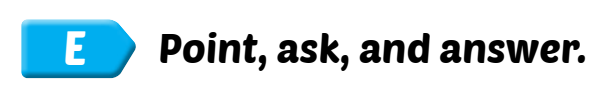 E Point, ask, and answer.